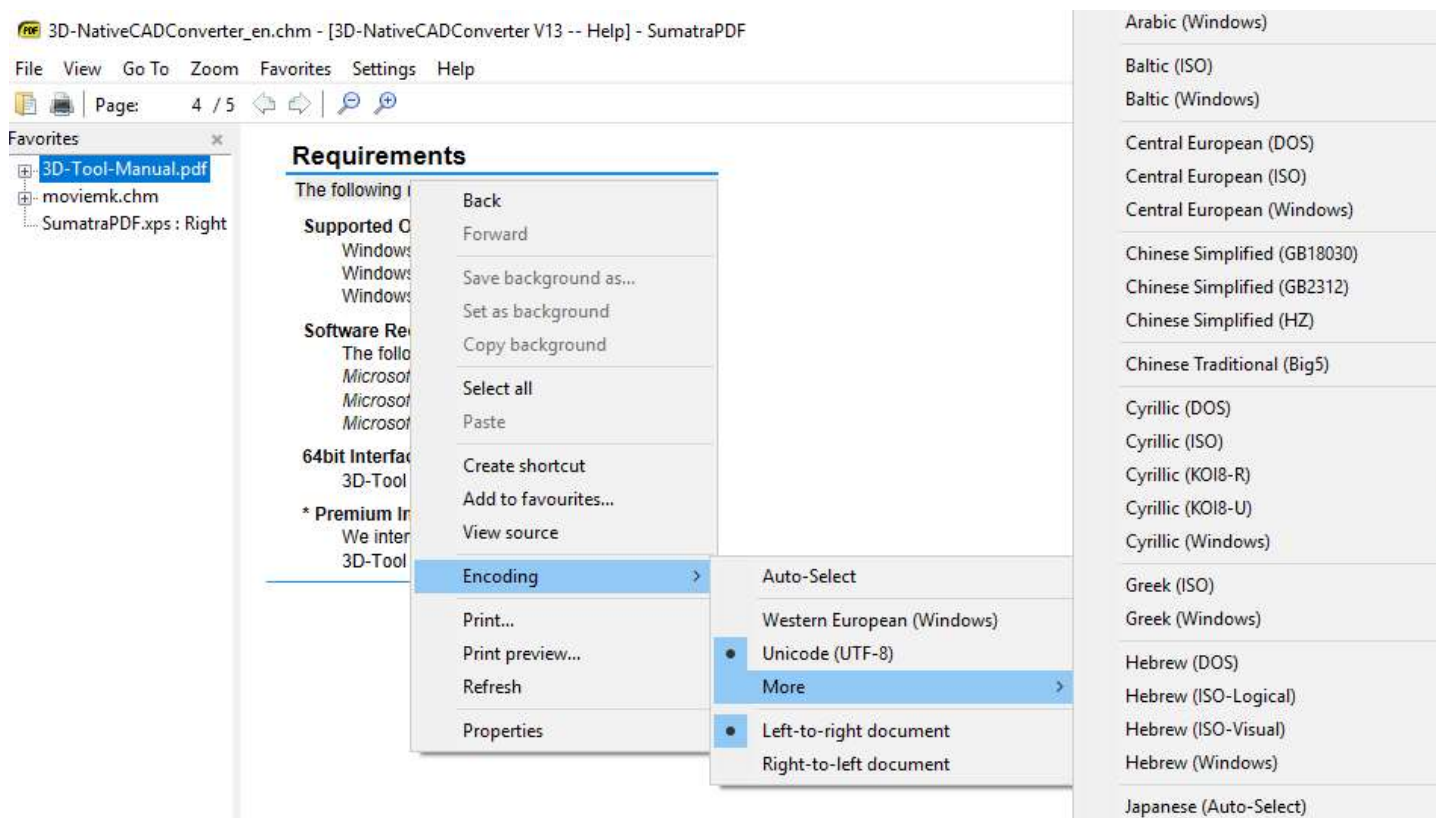 3D-NativeCADConverter_en.chm - [3D-NativeCADConverter V13 -- Help] - SumatraPDF
File View Go To Zoom Favorites Settings Help
Page: 4 / 5
Favorites
3D-Tool-Manual.pdf
moviemk.chm
SumatraPDF.xps : Right
Requirements
The following
Supported O
Windows
Windows
Windows
Software Re
The follo
Microsof
Microsof
Microsof
64bit Interfac
3D-Tool
* Premium In
We inter
3D-Tool
Back
Forward
Save background as...
Set as background
Copy background
Select all
Paste
Create shortcut
Add to favourites...
View source
Encoding
Print...
Print preview...
Refresh
Properties
Auto-Select
Western European (Windows)
Unicode (UTF-8)
More
Left-to-right document
Right-to-left document
Arabic (Windows)
Baltic (ISO)
Baltic (Windows)
Central European (DOS)
Central European (ISO)
Central European (Windows)
Chinese Simplified (GB18030)
Chinese Simplified (GB2312)
Chinese Simplified (HZ)
Chinese Traditional (Big5)
Cyrillic (DOS)
Cyrillic (ISO)
Cyrillic (KOI8-R)
Cyrillic (KOI8-U)
Cyrillic (Windows)
Greek (ISO)
Greek (Windows)
Hebrew (DOS)
Hebrew (ISO-Logical)
Hebrew (ISO-Visual)
Hebrew (Windows)
Japanese (Auto-Select)